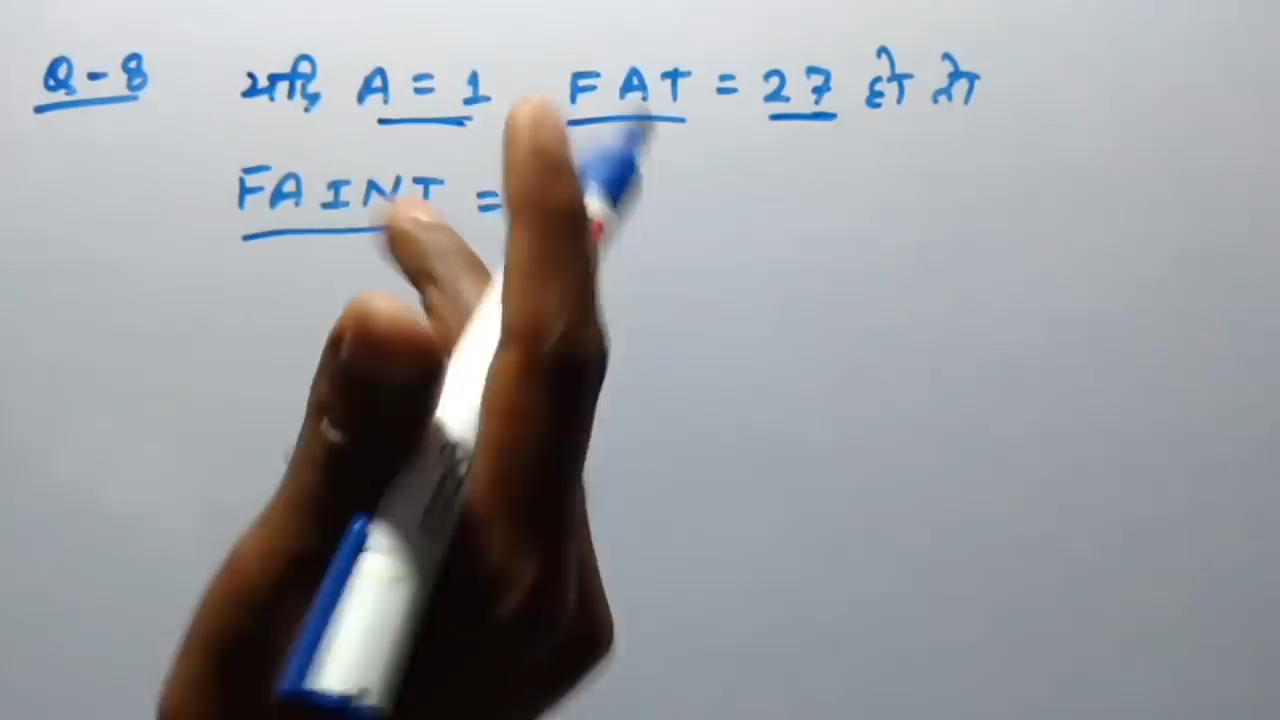 Q-8 यदि A = 1 FAT = 27 हो तो
FAINT =